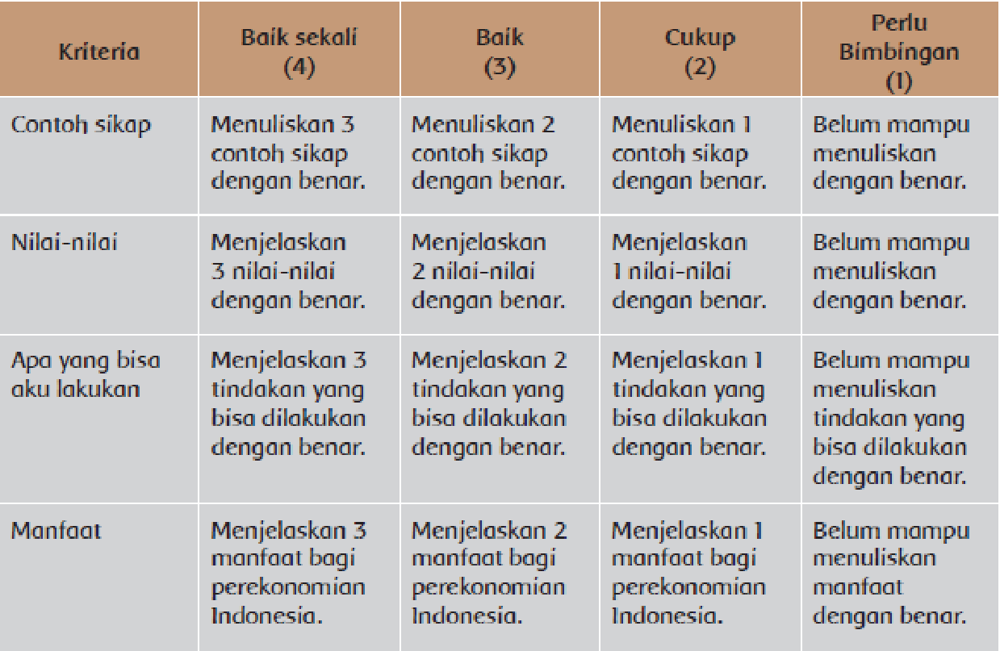 Kriteria
Baik sekali
(4)
Baik
(3)
Cukup
(2)
Perlu
Bimbingan
(1)
Contoh sikap
Menuliskan 3
contoh sikap
dengan benar.
Menuliskan 2
contoh sikap
dengan benar.
Menuliskan 1
contoh sikap
dengan benar.
Belum mampu
menuliskan
dengan benar.
Nilai-nilai
Menjelaskan
3 nilai-nilai
dengan benar.
Menjelaskan
2 nilai-nilai
dengan benar.
Menjelaskan
1 nilai-nilai
dengan benar.
Belum mampu
menuliskan
dengan benar.
Apa yang bisa
aku lakukan
Menjelaskan 3
tindakan yang
bisa dilakukan
dengan benar.
Menjelaskan 2
tindakan yang
bisa dilakukan
dengan benar.
Menjelaskan 1
tindakan yang
bisa dilakukan
dengan benar.
Belum mampu
menuliskan
tindakan yang
bisa dilakukan
dengan benar.
Manfaat
Menjelaskan 3
manfaat bagi
perekonomian
Indonesia.
Menjelaskan 2
manfaat bagi
perekonomian
Indonesia.
Menjelaskan 1
manfaat bagi
perekonomian
Indonesia.
Belum mampu
menuliskan
manfaat
dengan benar.